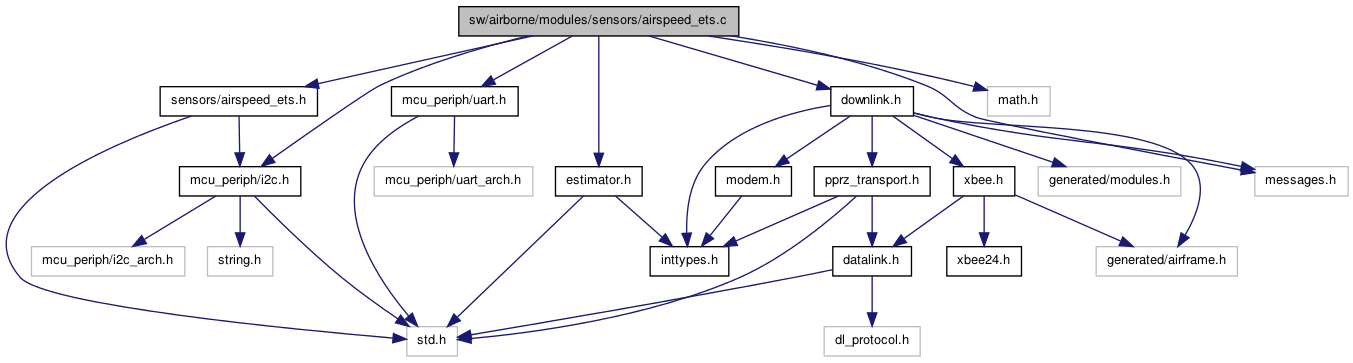 sw/airborne/modules/sensors/airspeed_ets.c
sensors/airspeed_ets.h
mcu_periph/uart.h
downlink.h
math.h
mcu_periph/i2c.h
mcu_periph/uart_arch.h
estimator.h
modem.h
pprz_transport.h
xbee.h
generated/modules.h
messages.h
mcu_periph/i2c_arch.h
string.h
inttypes.h
datalink.h
xbee24.h
generated/airframe.h
std.h
dl_protocol.h